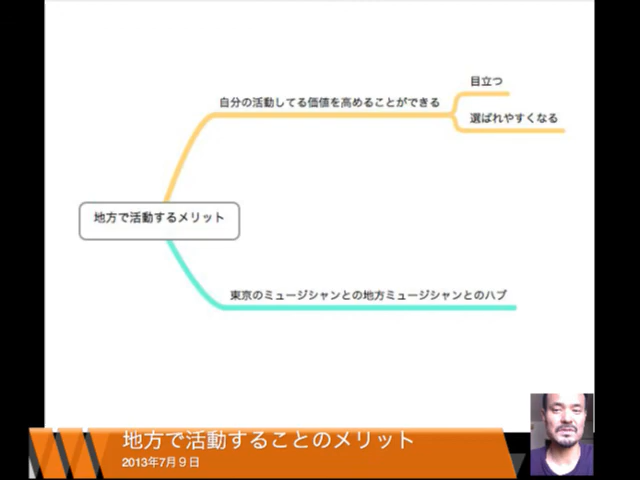 目立つ
自分の活動してる価値を高めることができる
選ばれやすくなる
地方で活動するメリット
東京のミュージシャンとの地方ミュージシャンとのハブ
地方で活動することのメリット
2013年7月9日